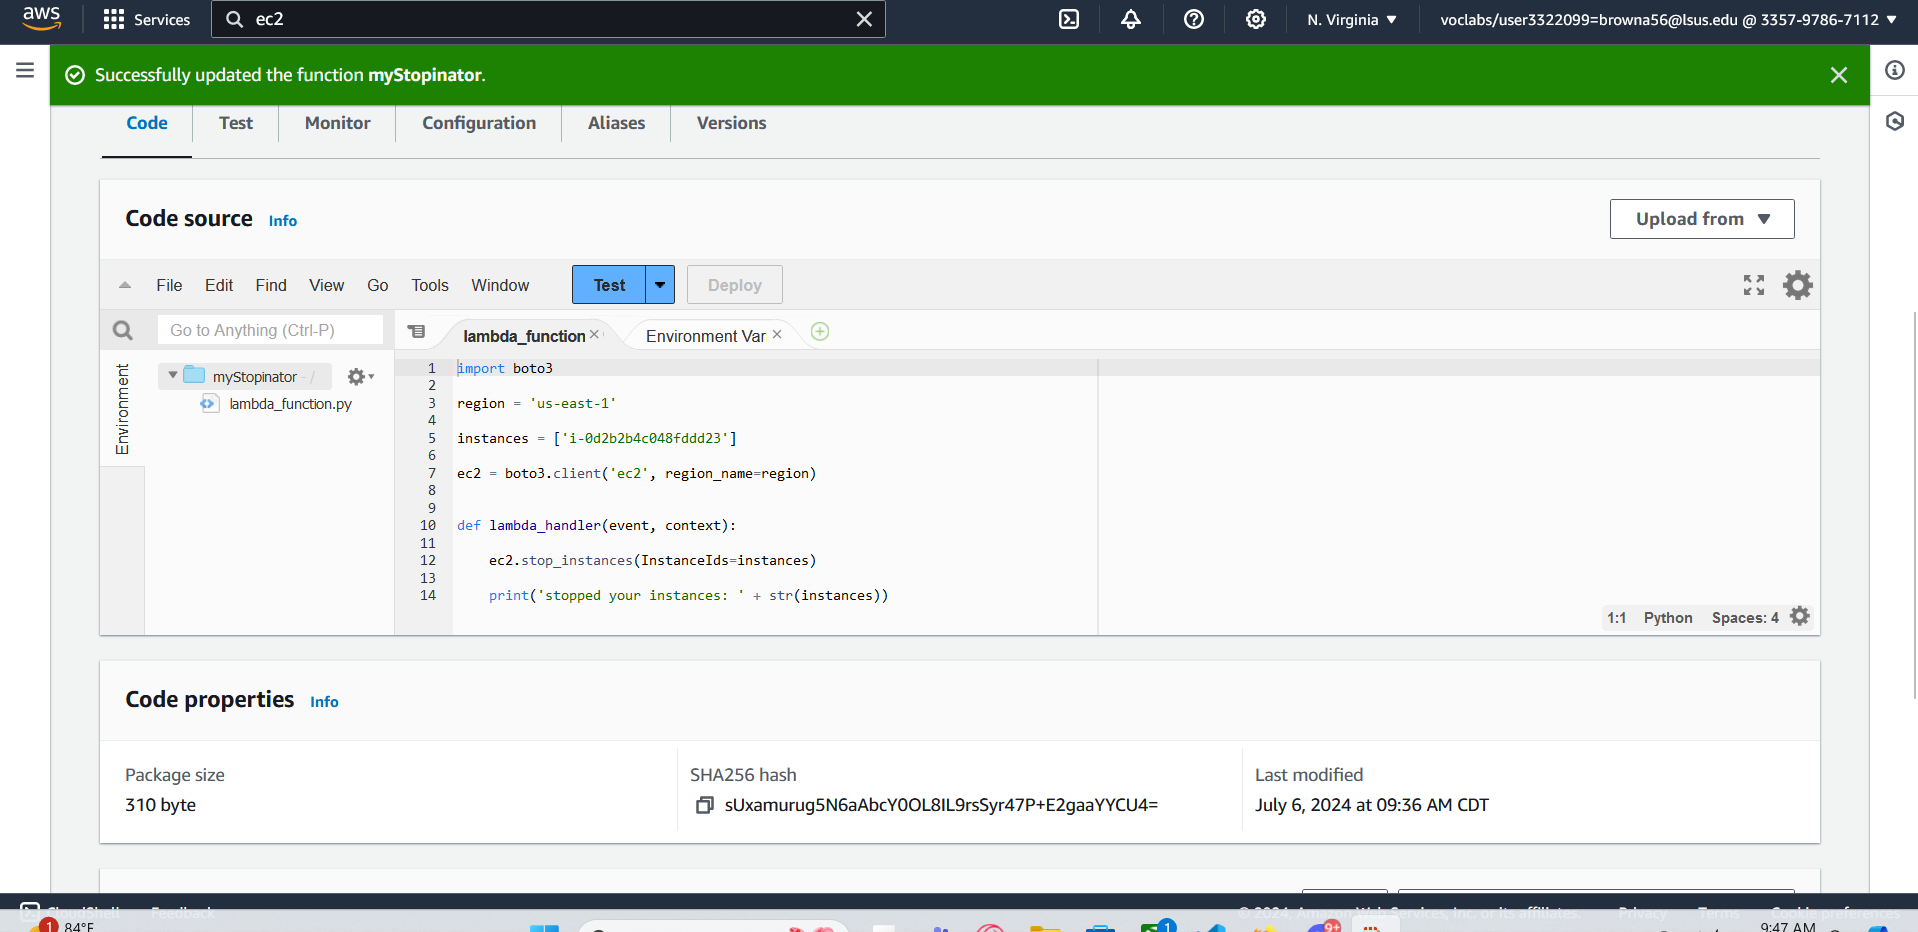 aws Services ec2 N. Virginia ▼ voclabs/user3322099=browna56@lsus.edu @ 3357-9786-7112 ▼
Successfully updated the function myStopinator.
Code Test Monitor Configuration Aliases Versions
Code source Info Upload from ▼
File Edit Find View Go Tools Window Test Deploy
Go to Anything (Ctrl-P) lambda_function Environment Var
Environment
myStopinator - /
lambda_function.py
1 import boto3
2
3 region = 'us-east-1'
4
5 instances = ['i-0d2b2b4c048fddd23']
6
7 ec2 = boto3.client('ec2', region_name=region)
8
9
10 def lambda_handler(event, context):
11
12 ec2.stop_instances(InstanceIds=instances)
13
14 print('stopped your instances: ' + str(instances))
1:1 Python Spaces: 4
Code properties Info
Package size SHA256 hash Last modified
310 byte sUxamurug5N6aAbcY0OL8IL9rsSyr47P+E2gaaYYCU4= July 6, 2024 at 09:36 AM CDT
CloudShell Feedback © 2024, Amazon Web Services, Inc. or its affiliates. Privacy Terms Cookie preferences
1 84°F 1 9+ 9:47 AM